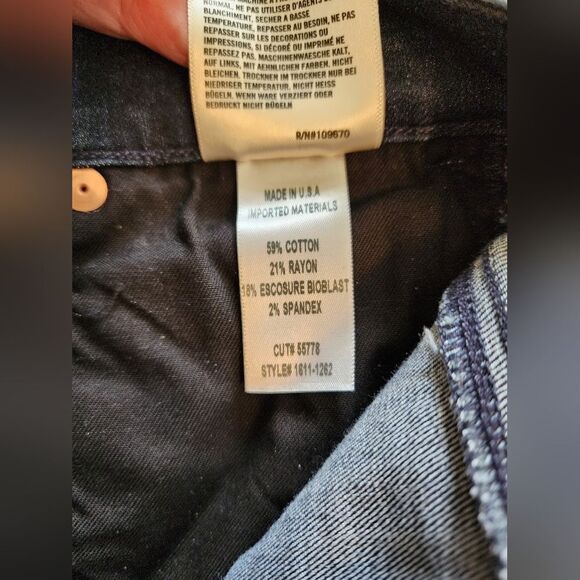 NORMAL. NE PAS UTILISER D'AGENTS DE
BLANCHIMENT, SECHER A BASSE
TEMPERATURE, REPASSER AU BESOIN, NE PAS
REPASSER SUR LES DECORATIONS OU
IMPRESSIONS, SI DÉCORÉ OU IMPRIMÉ NE
REPASSEZ PAS, MASCHINENWAESCHE KALT,
AUF LINKS, MIT AEHNLICHEN FARBEN, NICHT
BLEICHEN, TROCKNEN IM TROCKNER NUR BEI
NIEDRIGER TEMPERATUR, NICHT HEISS
BÜGELN, WENN WARE VERZIERT ODER
BEDRUCKT NICHT BÜGELN
R/N#109670
MADE IN U.S.A
IMPORTED MATERIALS
59% COTTON
21% RAYON
18% ESCOSURE BIOBLAST
2% SPANDEX
CUT# 55778
STYLE# 1811-1262